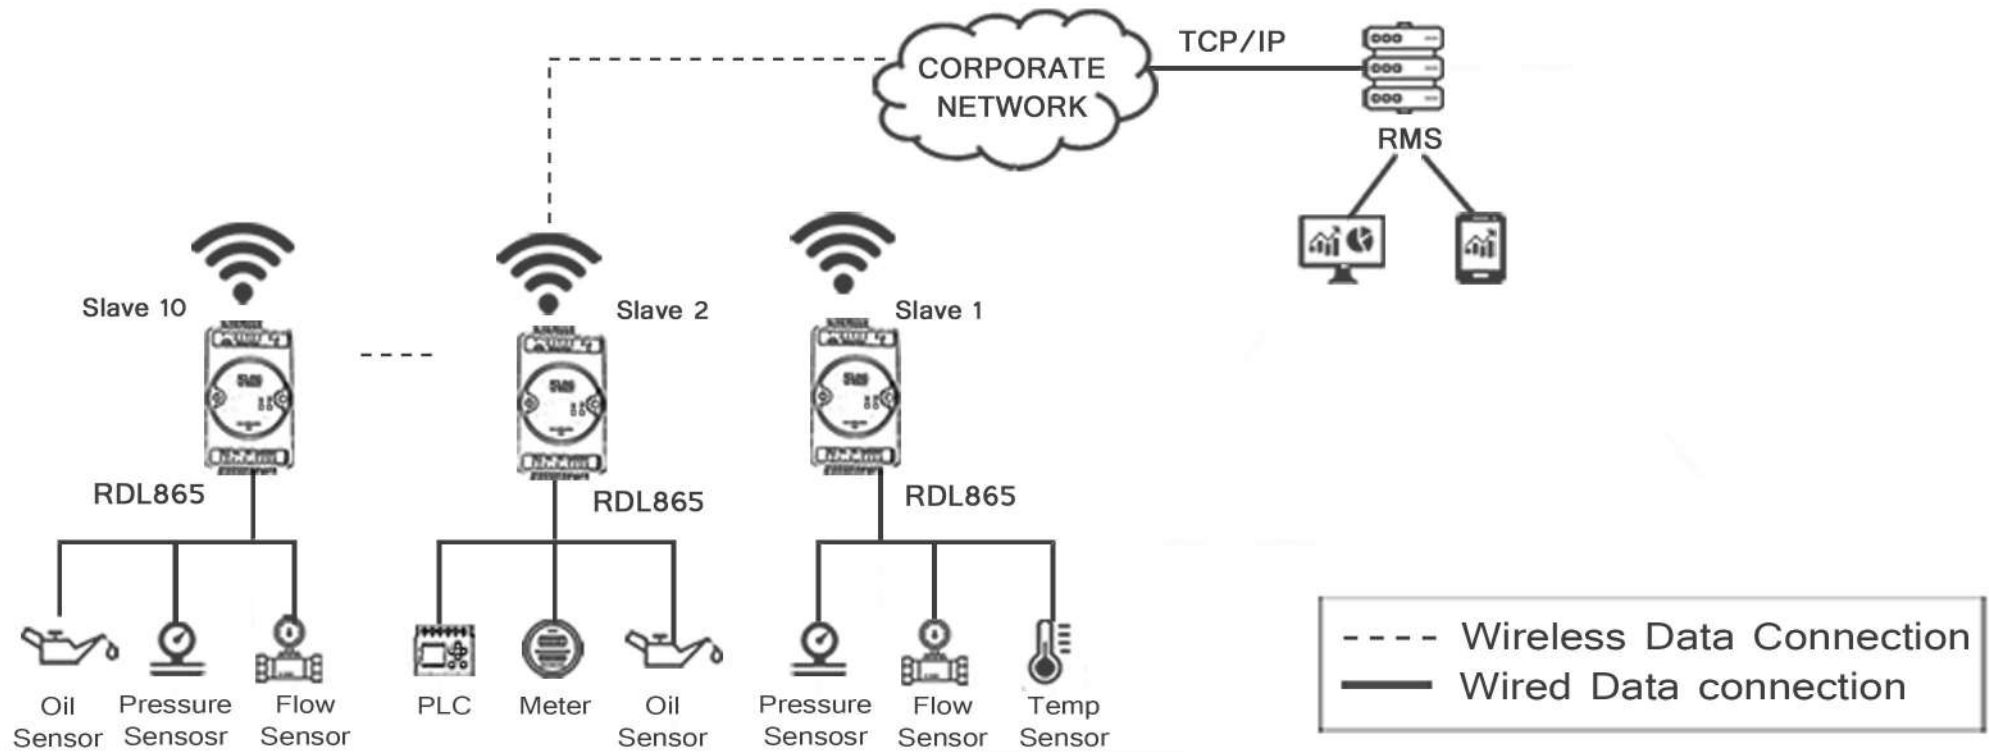 TCP/IP
CORPORATE
NETWORK
RMS
Slave 10
Slave 2
Slave 1
RDL865
RDL865
RDL865
Oil
Sensor
Pressure
Sensosr
Flow
Sensor
PLC
Meter
Oil
Sensor
Pressure
Sensosr
Flow
Sensor
Temp
Sensor
Wireless Data Connection
Wired Data connection